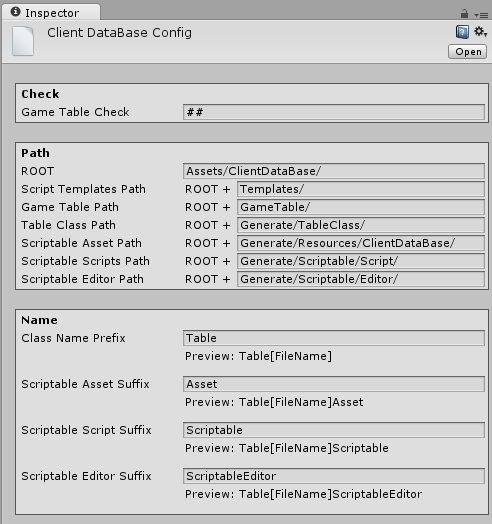 Inspector
Client DataBase Config
Open
Check
Game Table Check ##
Path
ROOT Assets/ClientDataBase/
Script Templates Path ROOT + Templates/
Game Table Path ROOT + GameTable/
Table Class Path ROOT + Generate/TableClass/
Scriptable Asset Path ROOT + Generate/Resources/ClientDataBase/
Scriptable Scripts Path ROOT + Generate/Scriptable/Script/
Scriptable Editor Path ROOT + Generate/Scriptable/Editor/
Name
Class Name Prefix Table
Preview: Table[FileName]
Scriptable Asset Suffix Asset
Preview: Table[FileName]Asset
Scriptable Script Suffix Scriptable
Preview: Table[FileName]Scriptable
Scriptable Editor Suffix ScriptableEditor
Preview: Table[FileName]ScriptableEditor